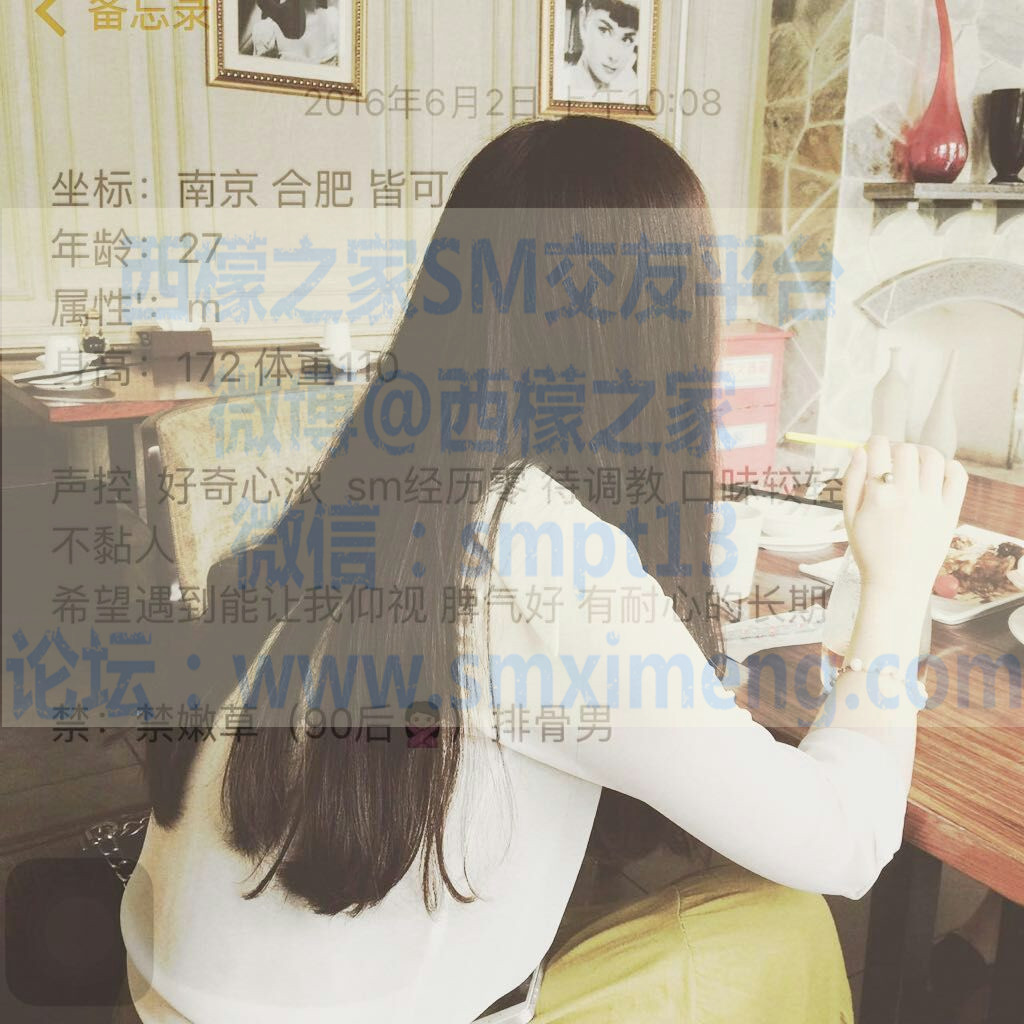 备忘录
2016年6月2日 上午10:08
坐标：南京 合肥 皆可
年龄：27
西檬之家SM交友平台
属性：m
身高：172 体重110
微博@西檬之家
声控 好奇心浓 sm经历零 待调教 口味较轻
不黏人
微信：smpt13
希望遇到能让我仰视 脾气好 有耐心的长期
论坛：www.smximeng.com
禁：禁嫩草（90后🙅）排骨男